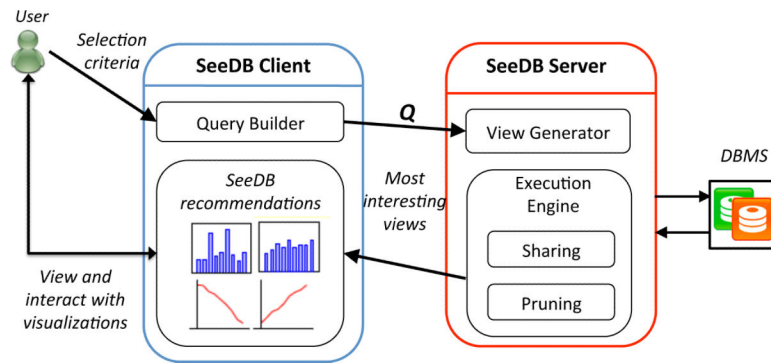 User
Selection
criteria
SeeDB Client
Query Builder
Q
SeeDB Server
View Generator
DBMS
SeeDB
recommendations
Most
interesting
views
Execution
Engine
Sharing
Pruning
View and
interact with
visualizations